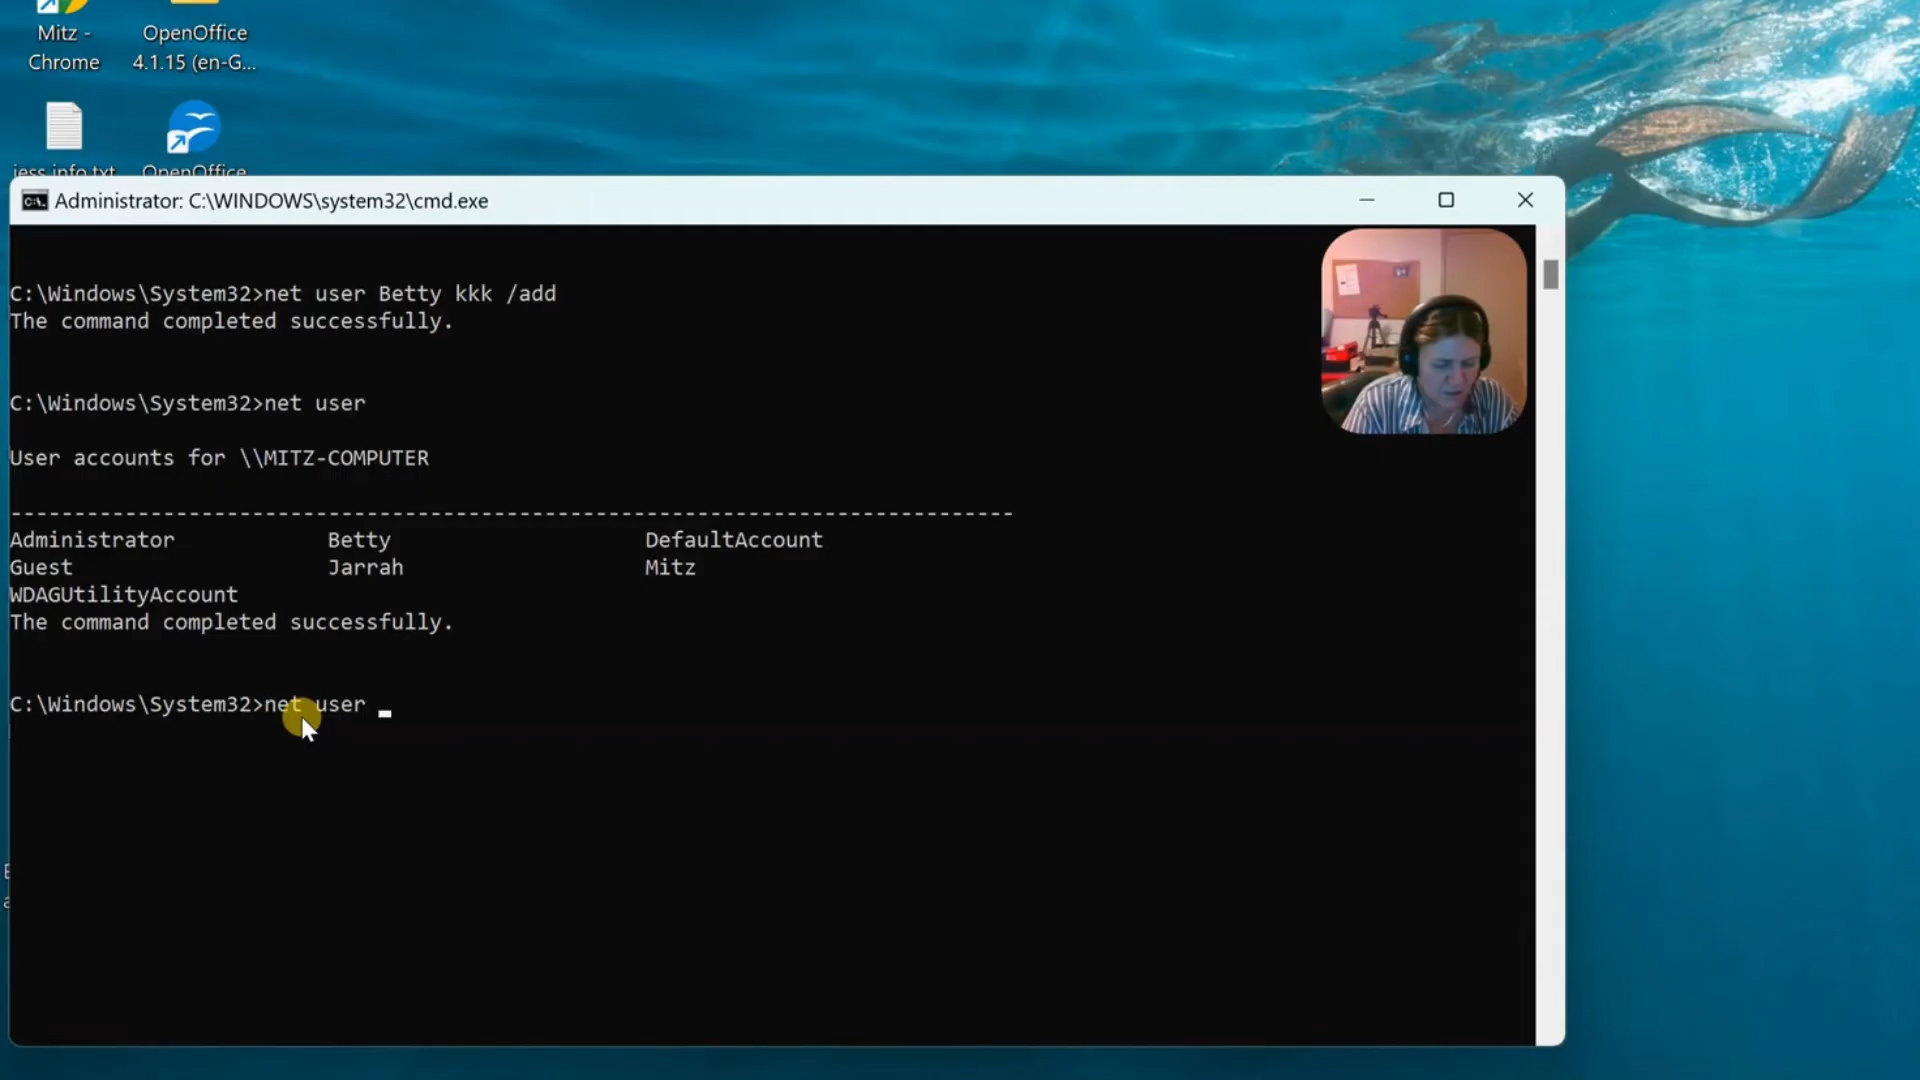 Mitz -
Chrome
OpenOffice
4.1.15 (en-G...
jess info.txt
OpenOffice
Administrator: C:\WINDOWS\system32\cmd.exe
C:\Windows\System32>net user Betty kkk /add
The command completed successfully.
C:\Windows\System32>net user
User accounts for \\MITZ-COMPUTER
-------------------------------------------------------------------------------
Administrator Betty DefaultAccount
Guest Jarrah Mitz
WDAGUtilityAccount
The command completed successfully.
C:\Windows\System32>net user